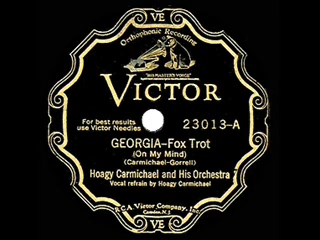 VE
Orthophonic Recording
"HIS MASTER'S VOICE"
VICTOR
For best results
use Victor Needles
23013-A
GEORGIA—Fox Trot
(On My Mind)
(Carmichael-Gorrell)
Hoagy Carmichael and His Orchestra
Vocal refrain by Hoagy Carmichael
RCA Victor Company, Inc.
Camden, N.J.
VE